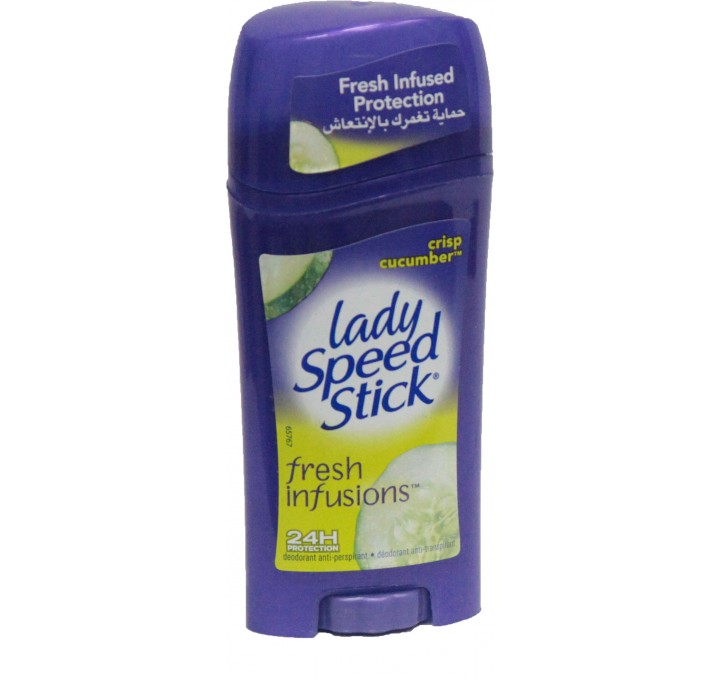 Fresh Infused
Protection
حماية تغمرك بالإنتعاش
crisp
cucumber™
lady
Speed
Stick®
65767
fresh
infusions™
24H
PROTECTION
deodorant anti-perspirant • déodorant anti-transpirant